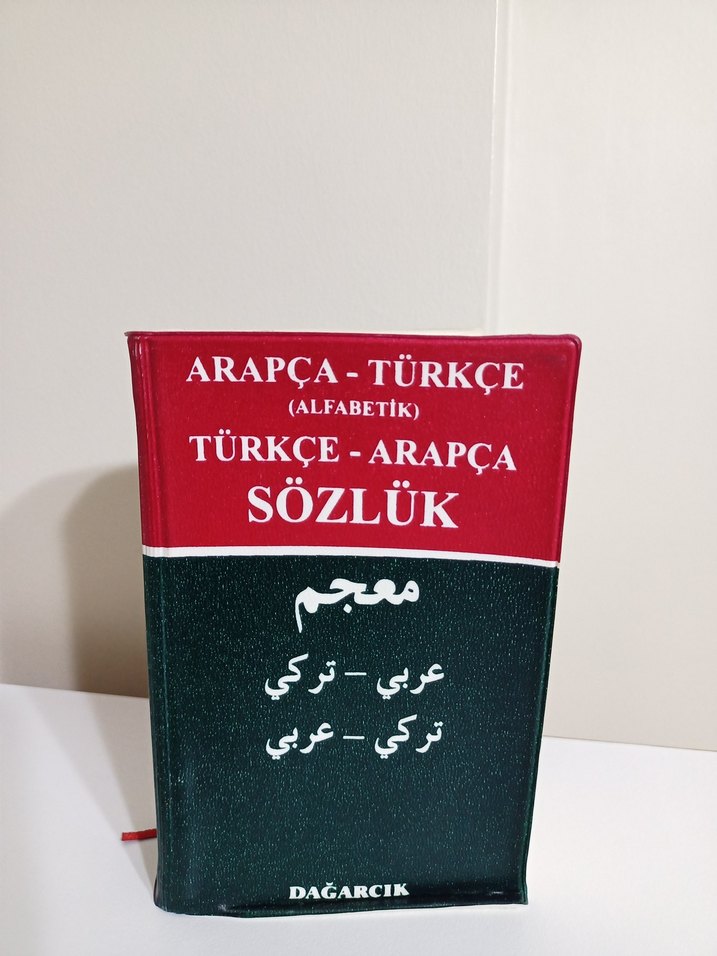 ARAPÇA - TÜRKÇE
(ALFABETİK)
TÜRKÇE - ARAPÇA
SÖZLÜK
معجم
عربي – تركي
تركي – عربي
DAĞARCIK